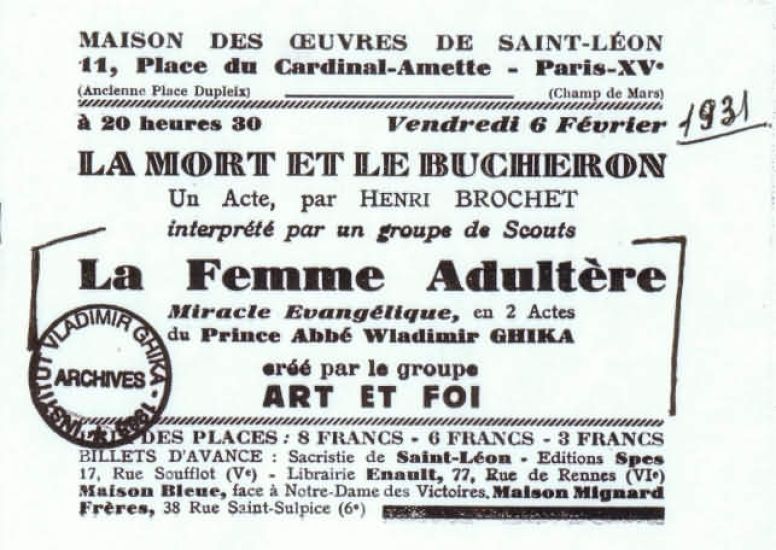 MAISON DES ŒUVRES DE SAINT-LÉON
11, Place du Cardinal-Amette - Paris-XVe
(Ancienne Place Dupleix) (Champ de Mars)
à 20 heures 30 Vendredi 6 Février 1931
LA MORT ET LE BUCHERON
Un Acte, par HENRI BROCHET
interprété par un groupe de Scouts
La Femme Adultère
Miracle Evangélique, en 2 Actes
du Prince Abbé Wladimir GHIKA
créé par le groupe
ART ET FOI
VLADIMIR GHIKA
ARCHIVES
DES PLACES : 8 FRANCS - 6 FRANCS - 3 FRANCS
BILLETS D'AVANCE : Sacristie de Saint-Léon - Editions Spes
17, Rue Soufflot (Ve) - Librairie Enault, 77, Rue de Rennes (VIe)
Maison Bleue, face à Notre-Dame des Victoires, Maison Mignard
Frères, 38 Rue Saint-Sulpice (6e)